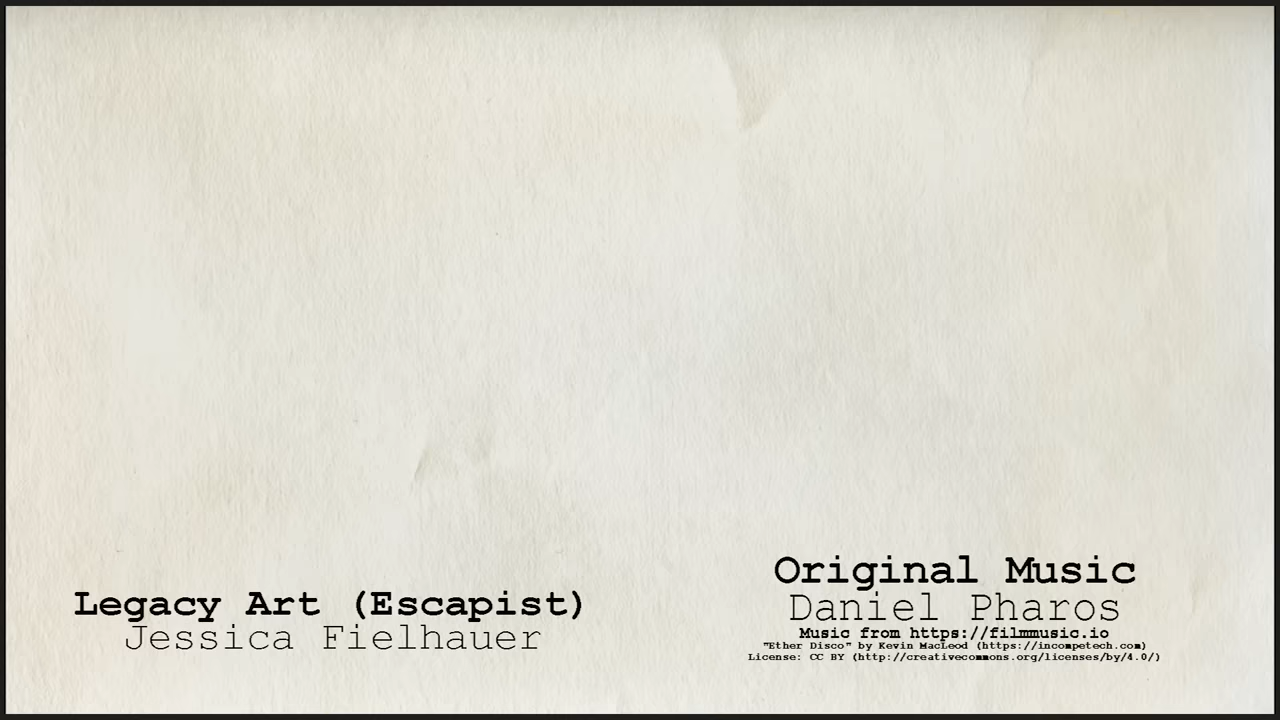 Legacy Art (Escapist)
Jessica Fielhauer
Original Music
Daniel Pharos
Music from https://filmmusic.io
"Ether Disco" by Kevin MacLeod (https://incompetech.com)
License: CC BY (http://creativecommons.org/licenses/by/4.0/)